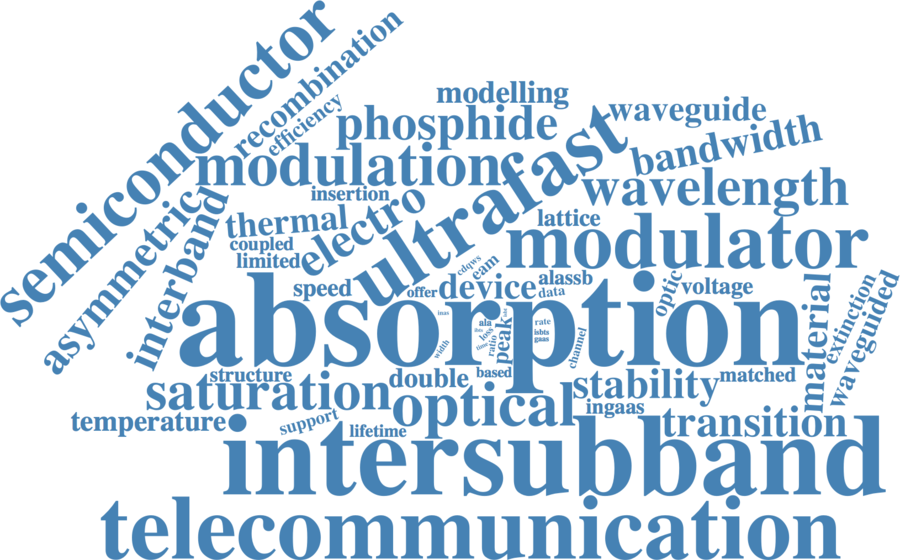 semiconductor
recombination
efficiency
modelling
phosphide
waveguide
bandwidth
modulation
ultrafast
wavelength
insertion
asymmetric
interband
thermal
electro
lattice
coupled
limited
modulator
cdqws
eam
speed
offer
device
alassb
data
optic
voltage
absorption
material
extinction
waveguided
inas
ala
loss
ratio
peak
rate
isbts
gaas
width
time
channel
structure
saturation
double
based
stability
matched
optical
ingaas
temperature
support
lifetime
transition
intersubband
telecommunication